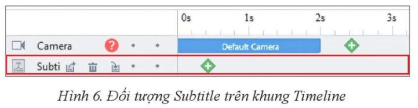 0s 1s 2s 3s
Camera ? Default Camera
Subti
Hình 6. Đối tượng Subtitle trên khung Timeline